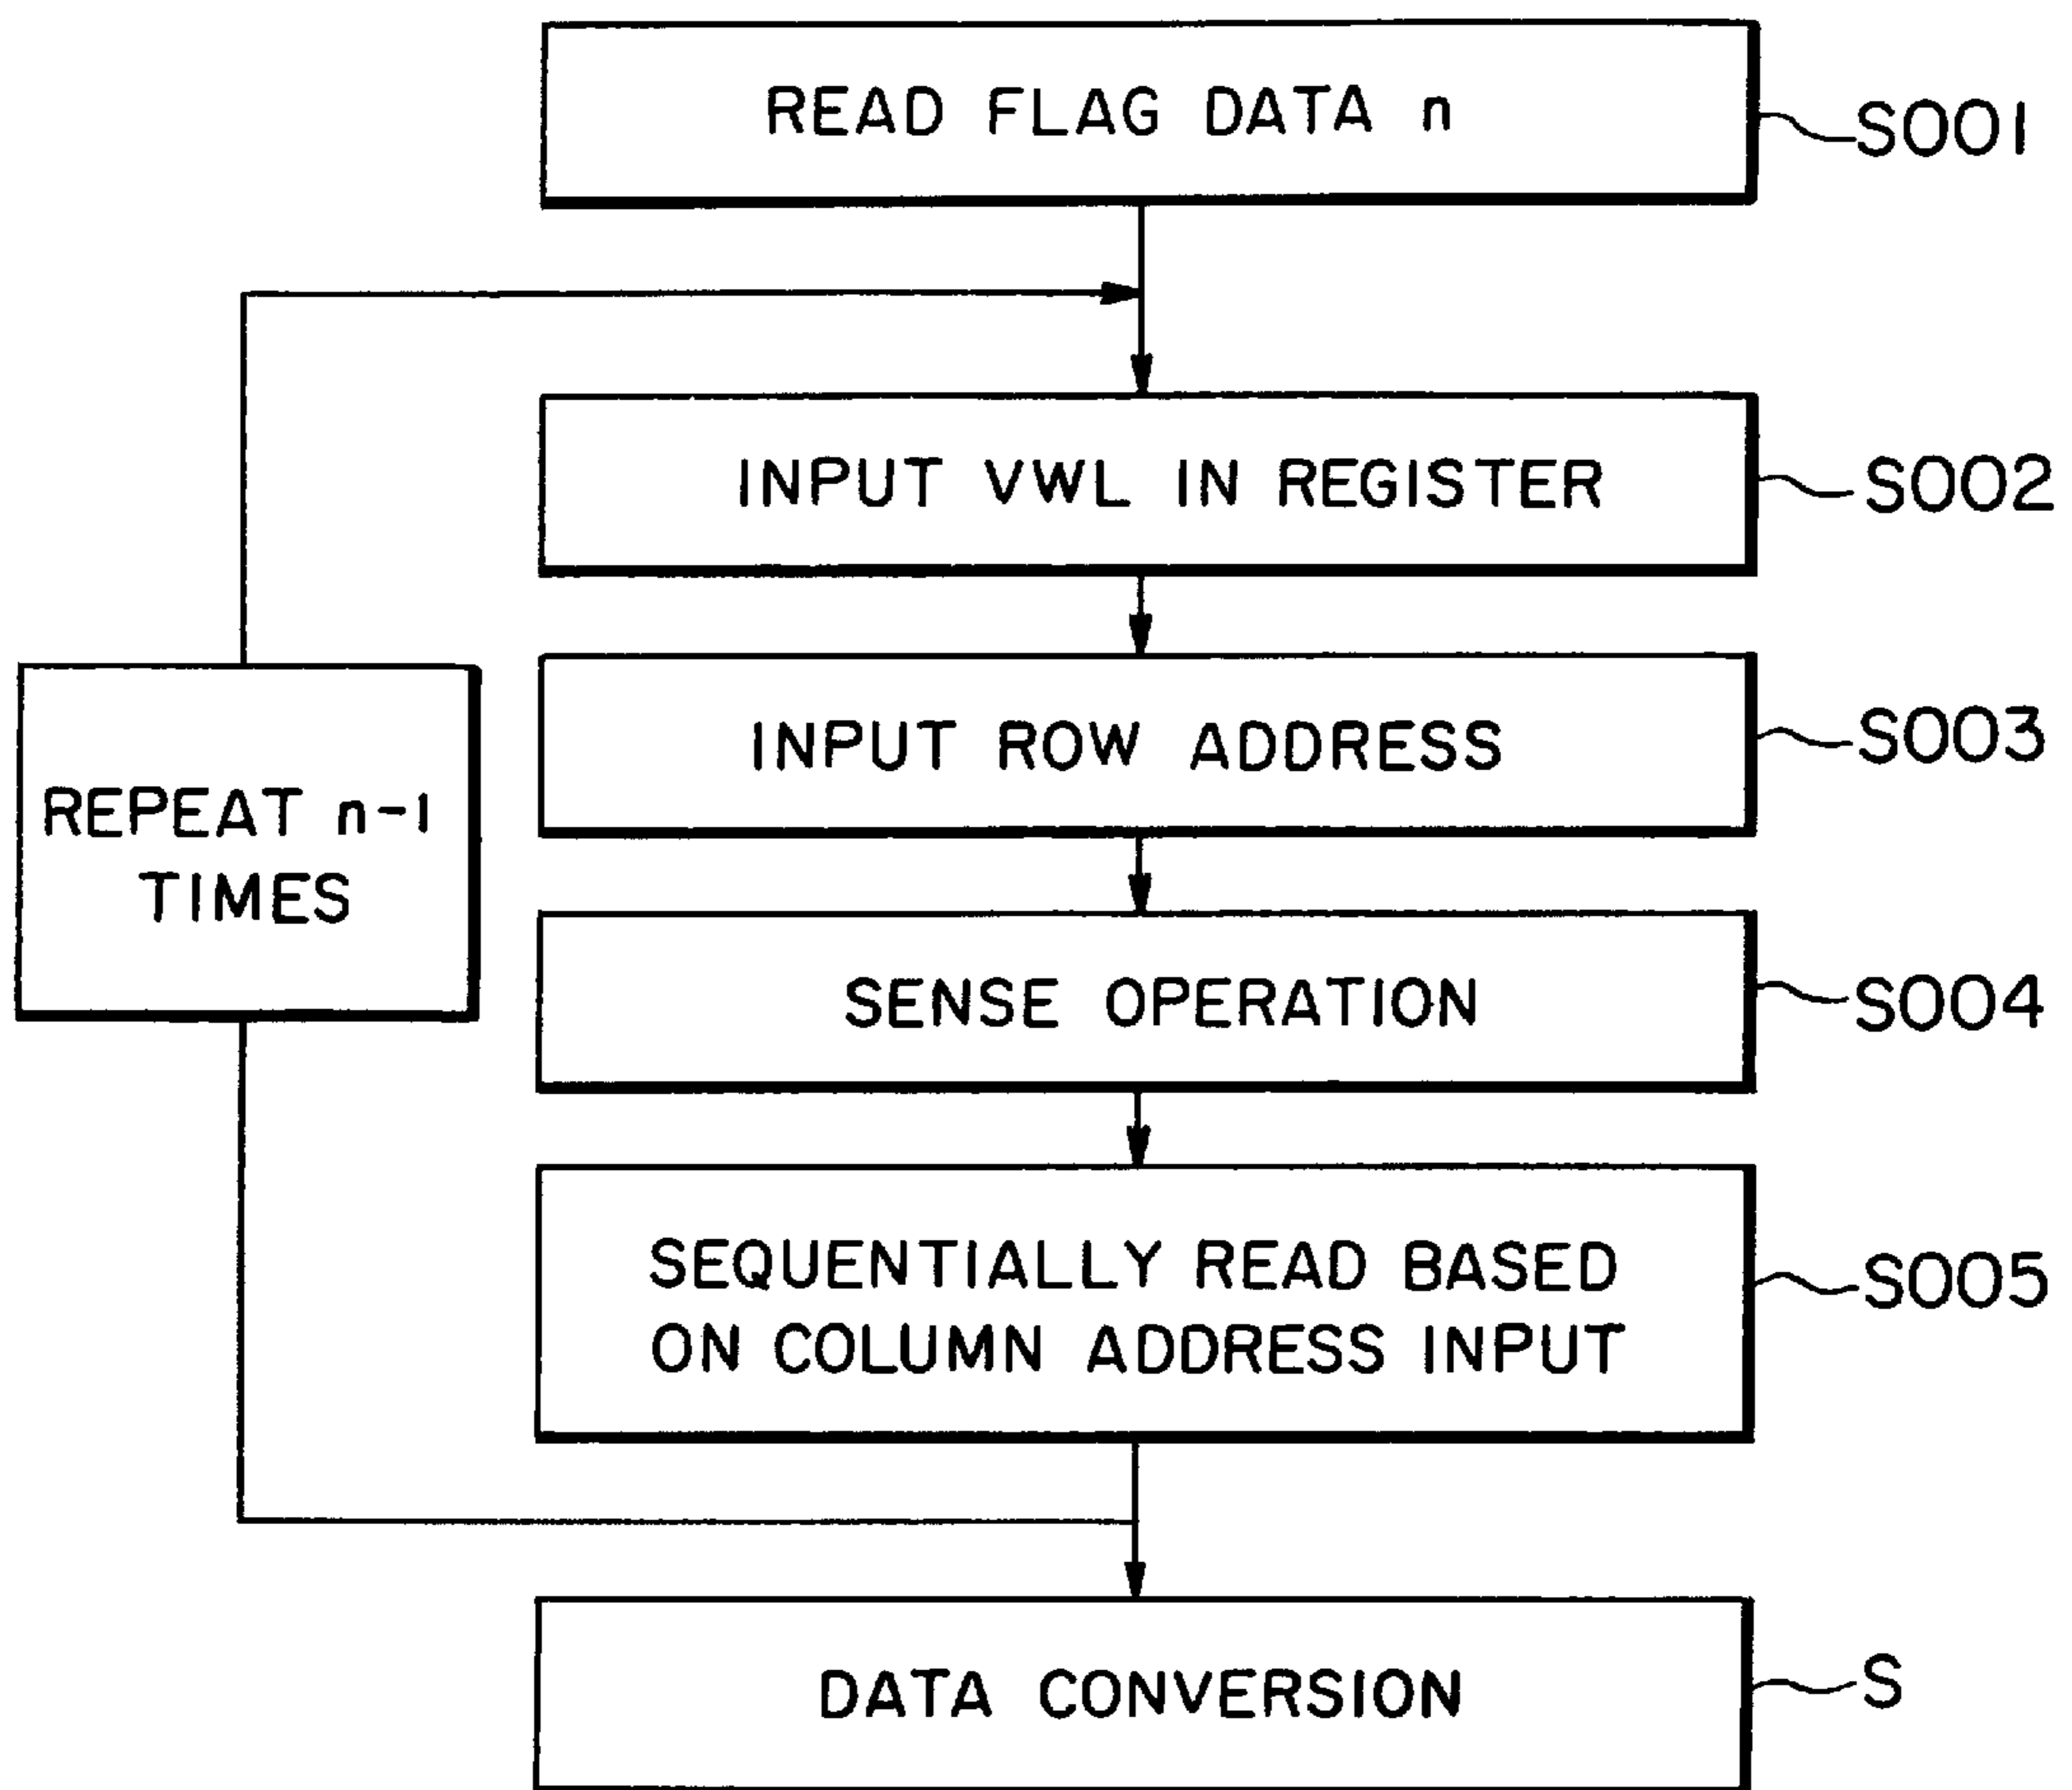 READ FLAG DATA n
S001
INPUT VWL IN REGISTER
S002
INPUT ROW ADDRESS
S003
REPEAT n-1
TIMES
SENSE OPERATION
S004
SEQUENTIALLY READ BASED
ON COLUMN ADDRESS INPUT
S005
DATA CONVERSION
S